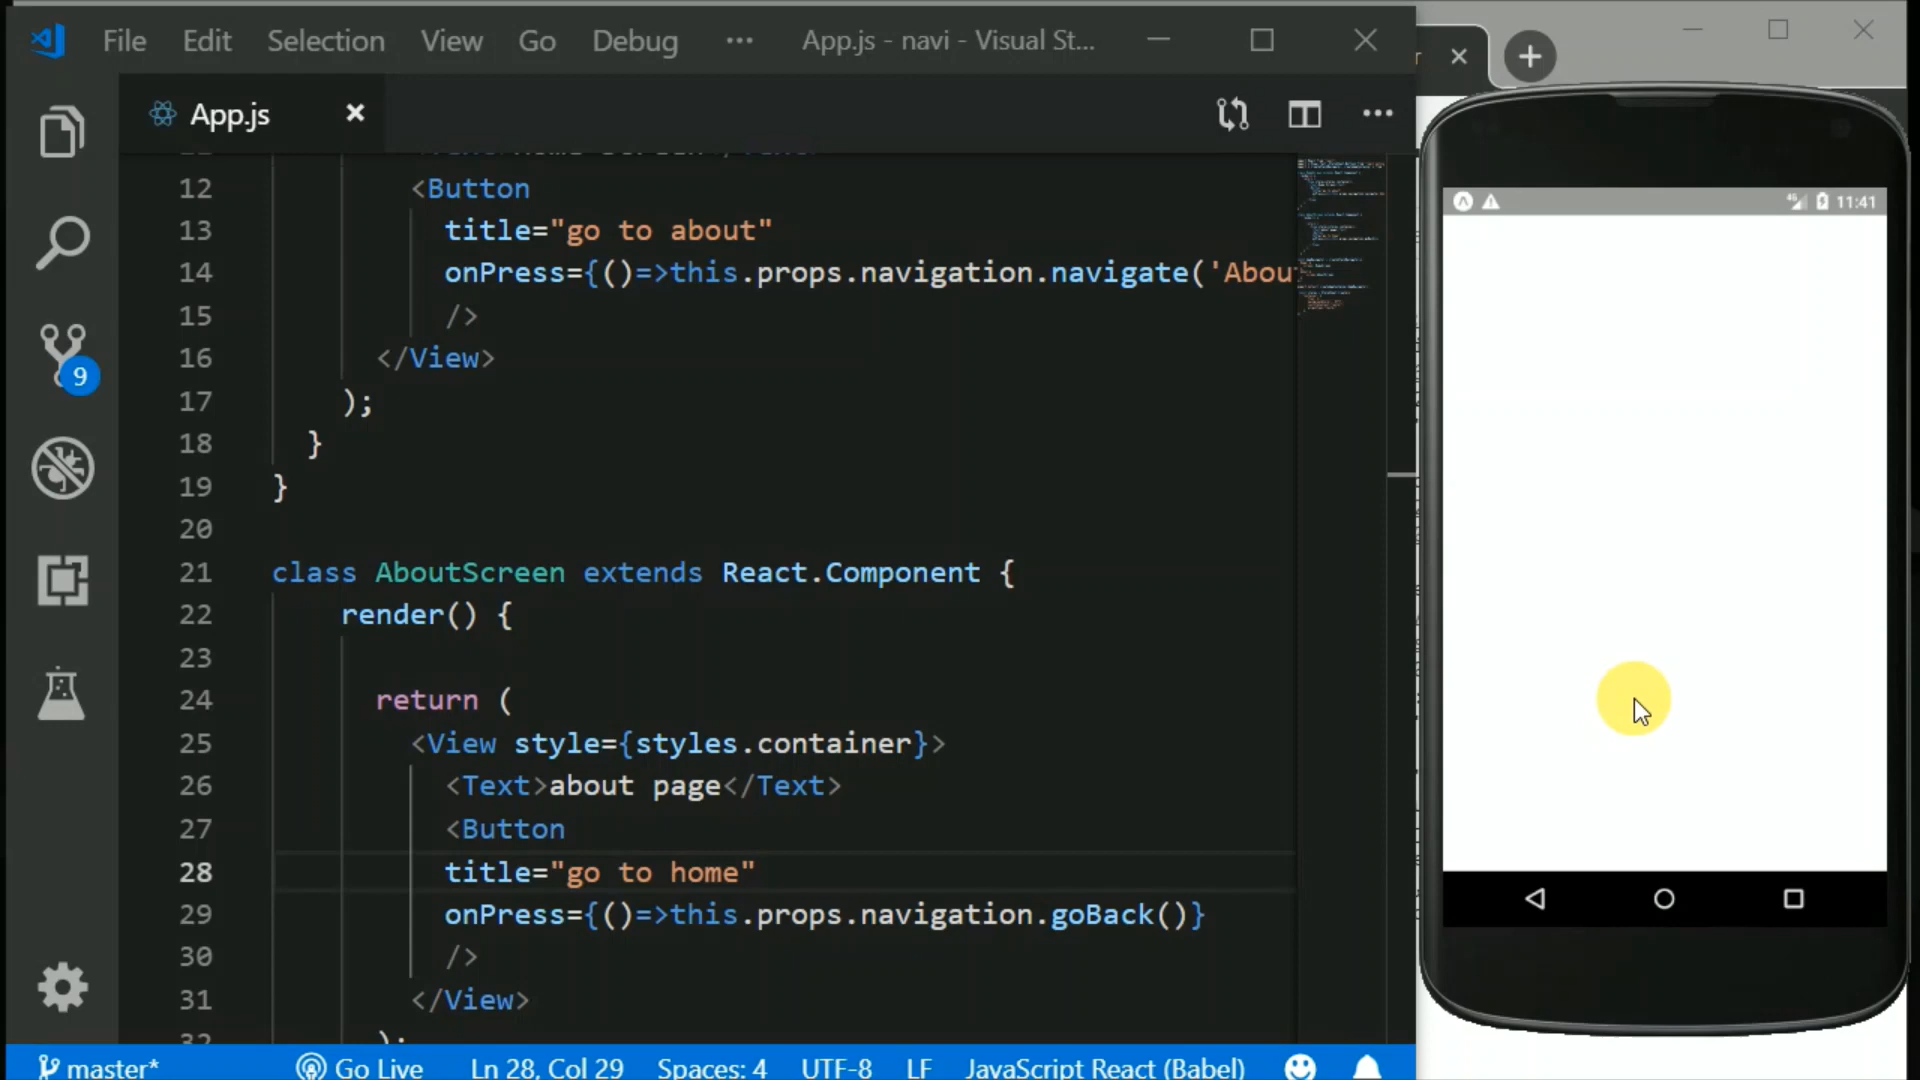 File Edit Selection View Go Debug ··· App.js - navi - Visual St...
App.js
12 <Button
13 title="go to about"
14 onPress={()=>this.props.navigation.navigate('Abou
15 />
16 </View>
17 );
18 }
19 }
20
21 class AboutScreen extends React.Component {
22 render() {
23
24 return (
25 <View style={styles.container}>
26 <Text>about page</Text>
27 <Button
28 title="go to home"
29 onPress={()=>this.props.navigation.goBack()}
30 />
31 </View>
32 );
9
master* Go Live Ln 28, Col 29 Spaces: 4 UTF-8 LF JavaScript React (Babel)
11:41